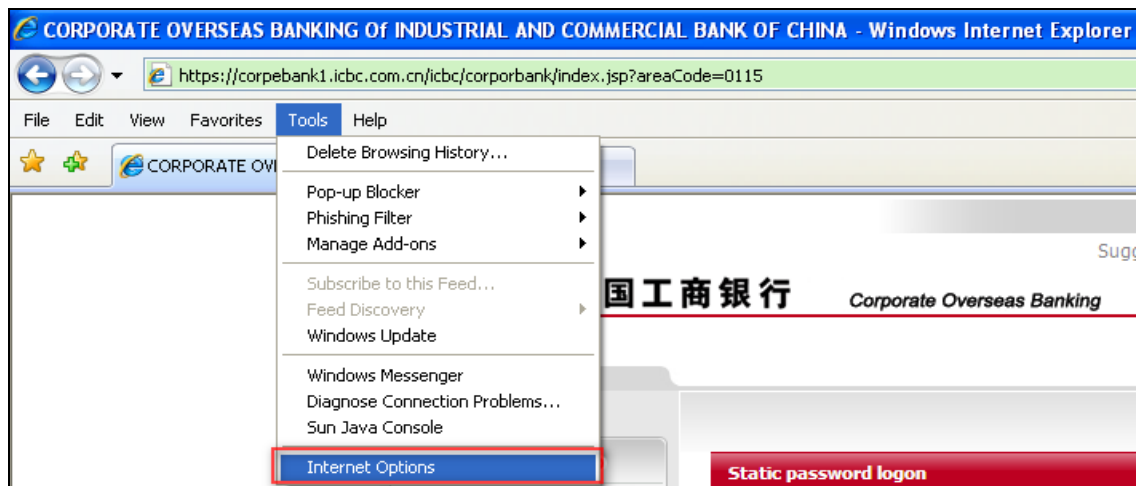 CORPORATE OVERSEAS BANKING Of INDUSTRIAL AND COMMERCIAL BANK OF CHINA - Windows Internet Explorer
https://corpebank1.icbc.com.cn/icbc/corporbank/index.jsp?areaCode=0115
File Edit View Favorites Tools Help
CORPORATE OV
Delete Browsing History...
Pop-up Blocker
Phishing Filter
Manage Add-ons
Subscribe to this Feed...
Feed Discovery
Windows Update
Windows Messenger
Diagnose Connection Problems...
Sun Java Console
Internet Options
Sugg
国工商银行 Corporate Overseas Banking
Static password logon